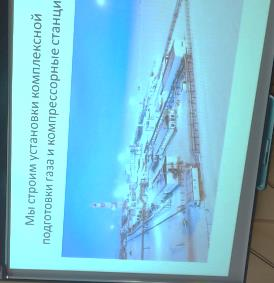 Мы строим установки комплексной
подготовки газа и компрессорные станци